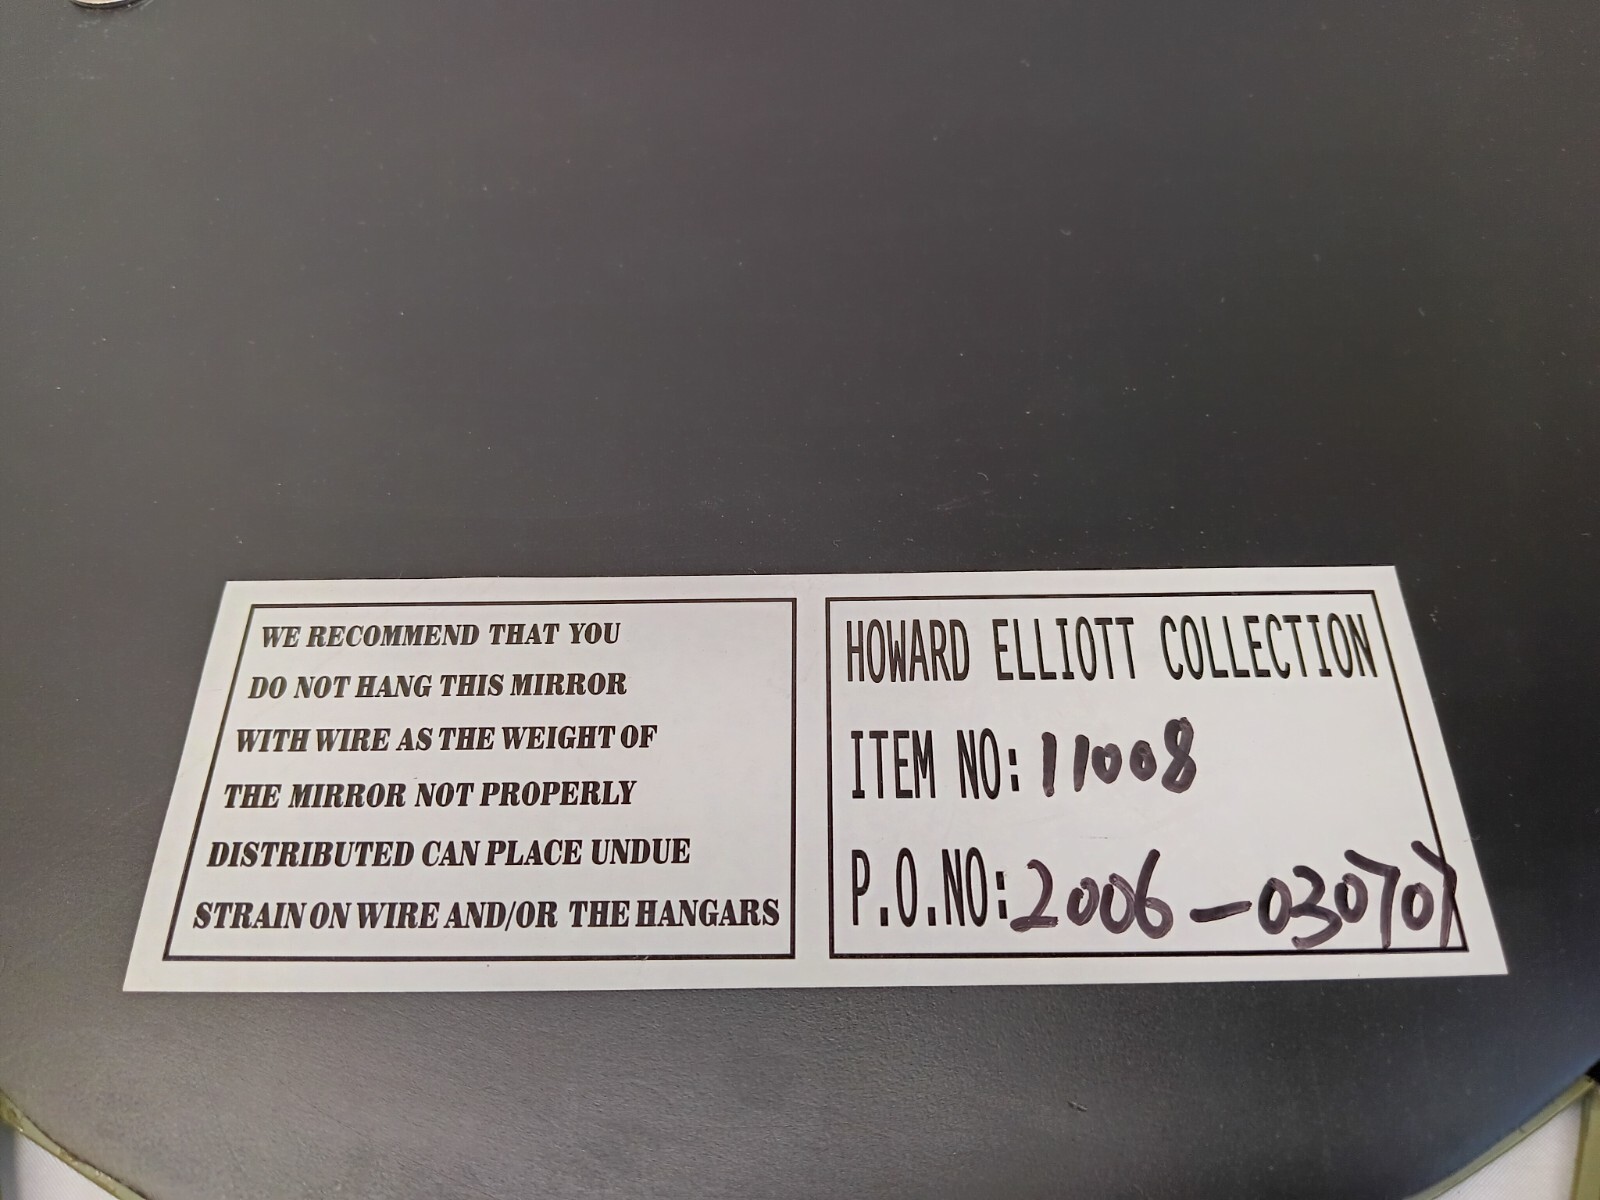 WE RECOMMEND THAT YOU
DO NOT HANG THIS MIRROR
WITH WIRE AS THE WEIGHT OF
THE MIRROR NOT PROPERLY
DISTRIBUTED CAN PLACE UNDUE
STRAIN ON WIRE AND/OR THE HANGARS
HOWARD ELLIOTT COLLECTION
ITEM NO: 11008
P.O.NO: 2006-030707